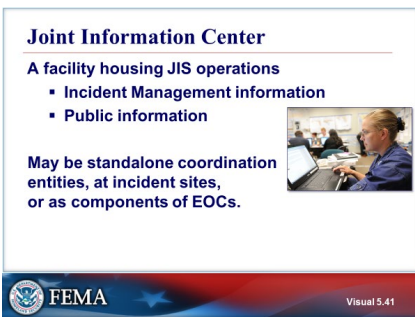 Joint Information Center
A facility housing JIS operations
▪ Incident Management information
▪ Public information
May be standalone coordination
entities, at incident sites,
or as components of EOCs.
FEMA
Visual 5.41